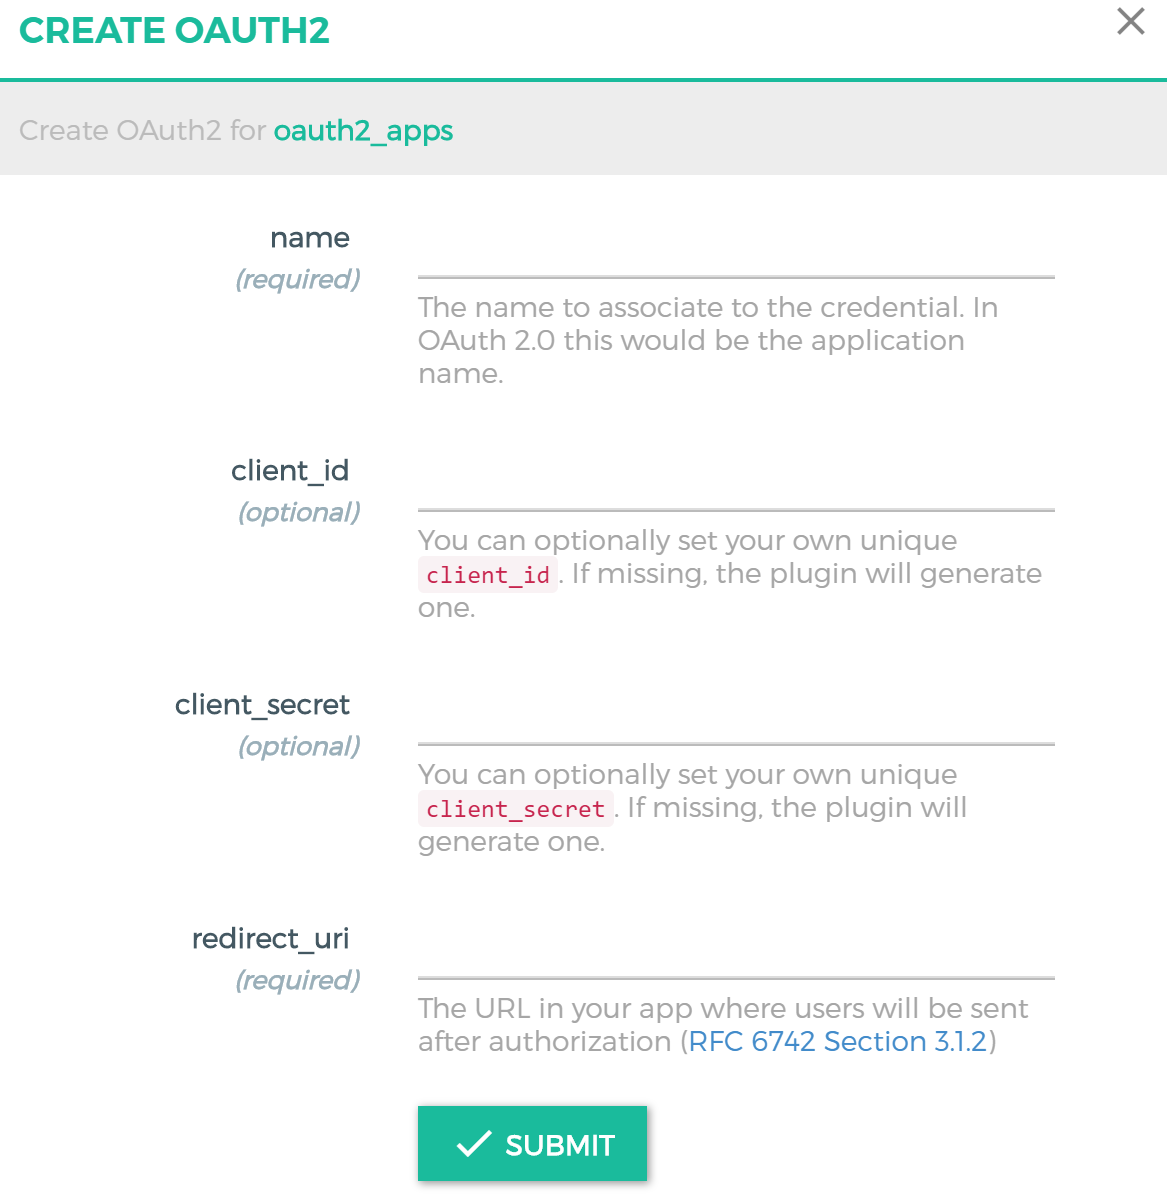 CREATE OAUTH2
Create OAuth2 for oauth2_apps
name
(required)
The name to associate to the credential. In
OAuth 2.0 this would be the application
name.
client_id
(optional)
You can optionally set your own unique
client_id. If missing, the plugin will generate
one.
client_secret
(optional)
You can optionally set your own unique
client_secret. If missing, the plugin will
generate one.
redirect_uri
(required)
The URL in your app where users will be sent
after authorization (RFC 6742 Section 3.1.2)
SUBMIT